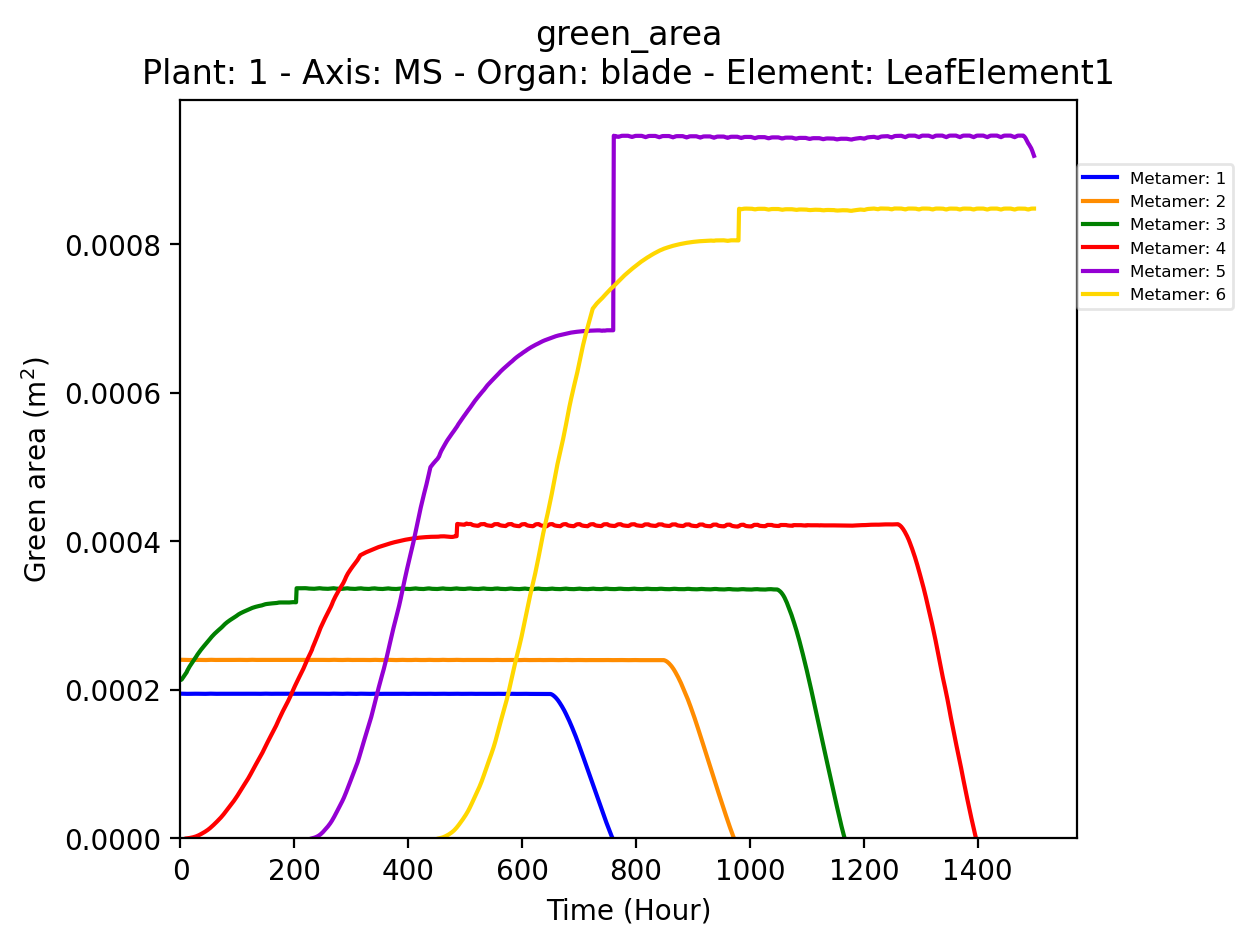 green_area
Plant: 1 - Axis: MS - Organ: blade - Element: LeafElement1
Green area (m²)
0.0008
0.0006
0.0004
0.0002
0.0000
0 200 400 600 800 1000 1200 1400
Time (Hour)
Metamer: 1
Metamer: 2
Metamer: 3
Metamer: 4
Metamer: 5
Metamer: 6